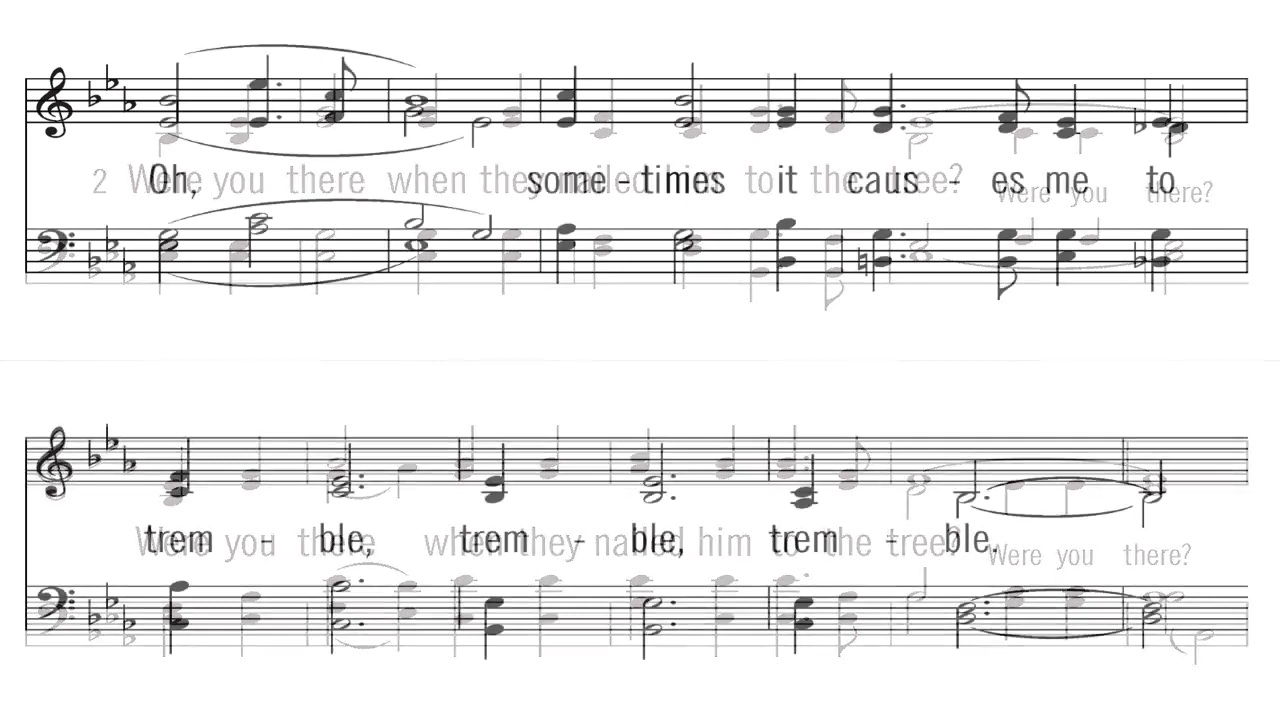 Oh, some - times it caus - es me to
2 Were you there when they nailed him to the tree? Were you there?
trem - ble, trem - ble, trem - ble.
Were you there when they nailed him to the tree? Were you there?